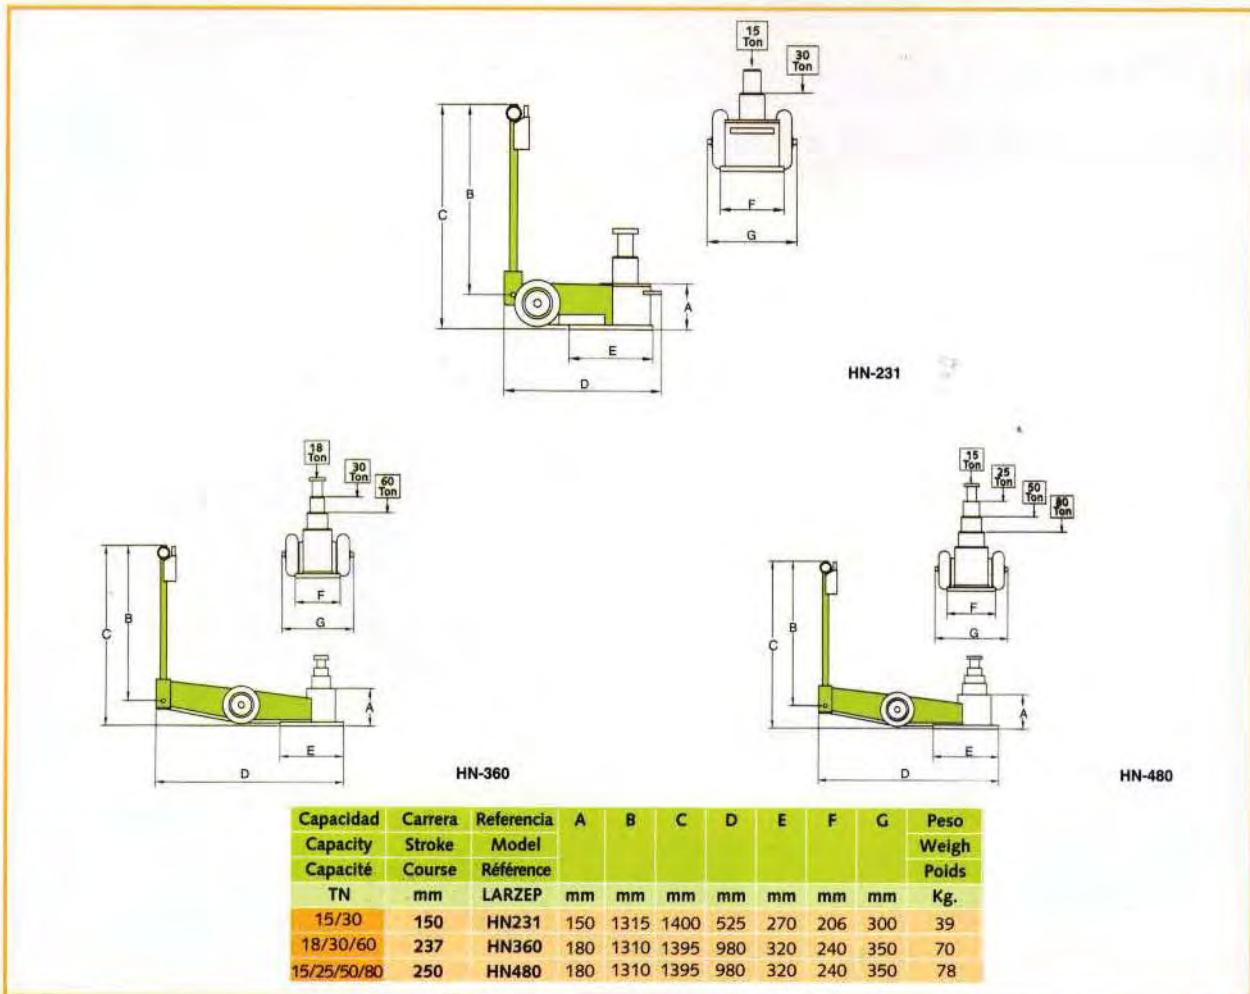 15
Ton
30
Ton
B
C
F
G
A
E
D
HN-231
18
Ton
30
Ton
60
Ton
B
C
F
G
A
E
D
HN-360
15
Ton
25
Ton
50
Ton
80
Ton
B
C
F
G
A
E
D
HN-480
Capacidad Carrera Referencia A B C D E F G Peso
Capacity Stroke Model Weigh
Capacité Course Référence Poids
TN mm LARZEP mm mm mm mm mm mm mm Kg.
15/30 150 HN231 150 1315 1400 525 270 206 300 39
18/30/60 237 HN360 180 1310 1395 980 320 240 350 70
15/25/50/80 250 HN480 180 1310 1395 980 320 240 350 78